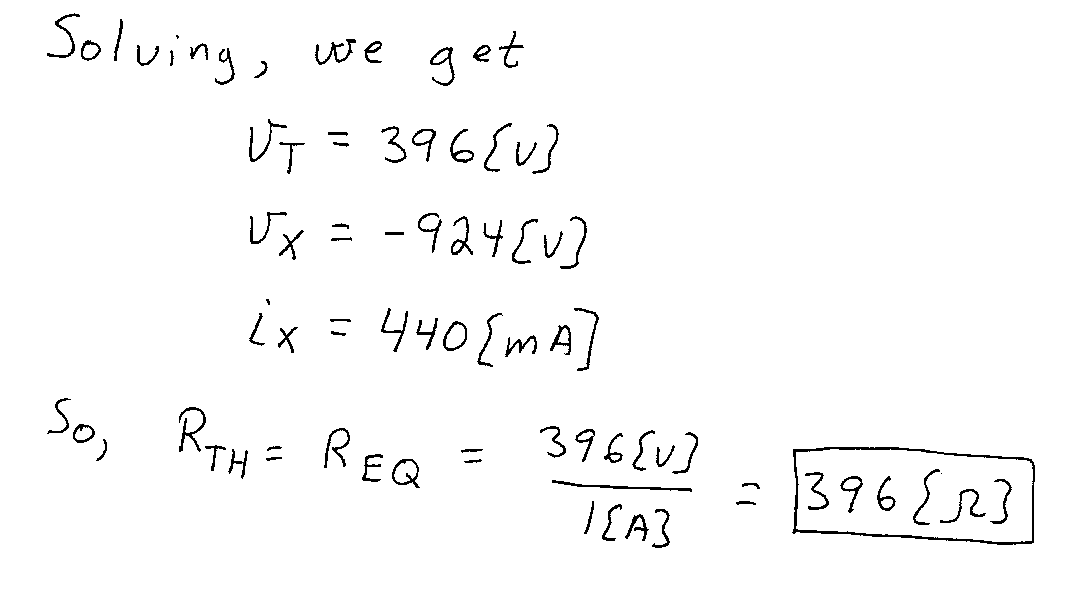 Solving, we get
v_T = 396[V]
v_X = -924[V]
i_X = 440[mA]
So, R_TH = R_EQ = 396[V] / 1[A] = 396[Ω]